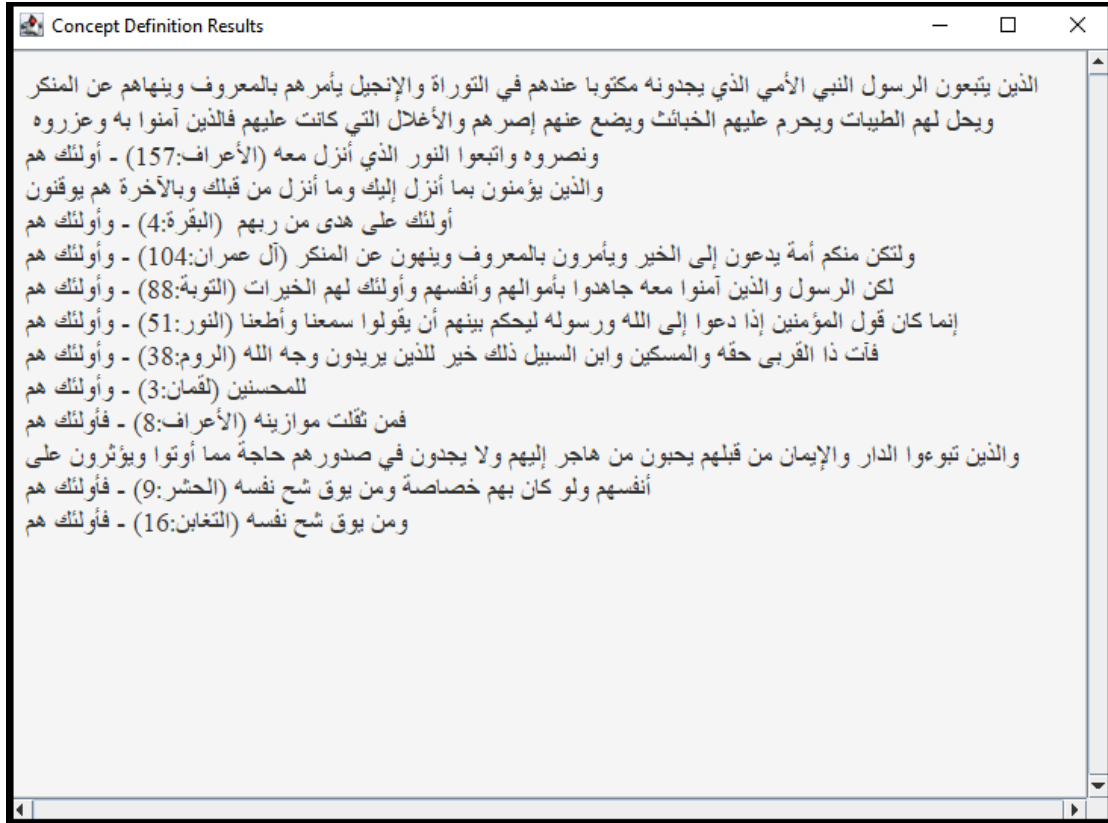 Concept Definition Results
الذين يتبعون الرسول النبي الأمي الذي يجدونه مكتوبا عندهم في التوراة والإنجيل يأمرهم بالمعروف وينهاهم عن المنكر
ويحل لهم الطيبات ويحرم عليهم الخبائث ويضع عنهم إصرهم والأغلال التي كانت عليهم فالذين آمنوا به وعزروه
ونصروه واتبعوا النور الذي أنزل معه (الأعراف:157) - أولئك هم
والذين يؤمنون بما أنزل إليك وما أنزل من قبلك وبالآخرة هم يوقنون
أولئك على هدى من ربهم (البقرة:4) - وأولئك هم
ولتكن منكم أمة يدعون إلى الخير ويأمرون بالمعروف وينهون عن المنكر (آل عمران:104) - وأولئك هم
لكن الرسول والذين آمنوا معه جاهدوا بأموالهم وأنفسهم وأولئك لهم الخيرات (التوبة:88) - وأولئك هم
إنما كان قول المؤمنين إذا دعوا إلى الله ورسوله ليحكم بينهم أن يقولوا سمعنا وأطعنا (النور:51) - وأولئك هم
فآت ذا القربى حقه والمسكين وابن السبيل ذلك خير للذين يريدون وجه الله (الروم:38) - وأولئك هم
للمحسنين (لقمان:3) - وأولئك هم
فمن ثقلت موازينه (الأعراف:8) - فأولئك هم
والذين تبوءوا الدار والإيمان من قبلهم يحبون من هاجر إليهم ولا يجدون في صدورهم حاجة مما أوتوا ويؤثرون على
أنفسهم ولو كان بهم خصاصة ومن يوق شح نفسه (الحشر:9) - فأولئك هم
ومن يوق شح نفسه (التغابن:16) - فأولئك هم